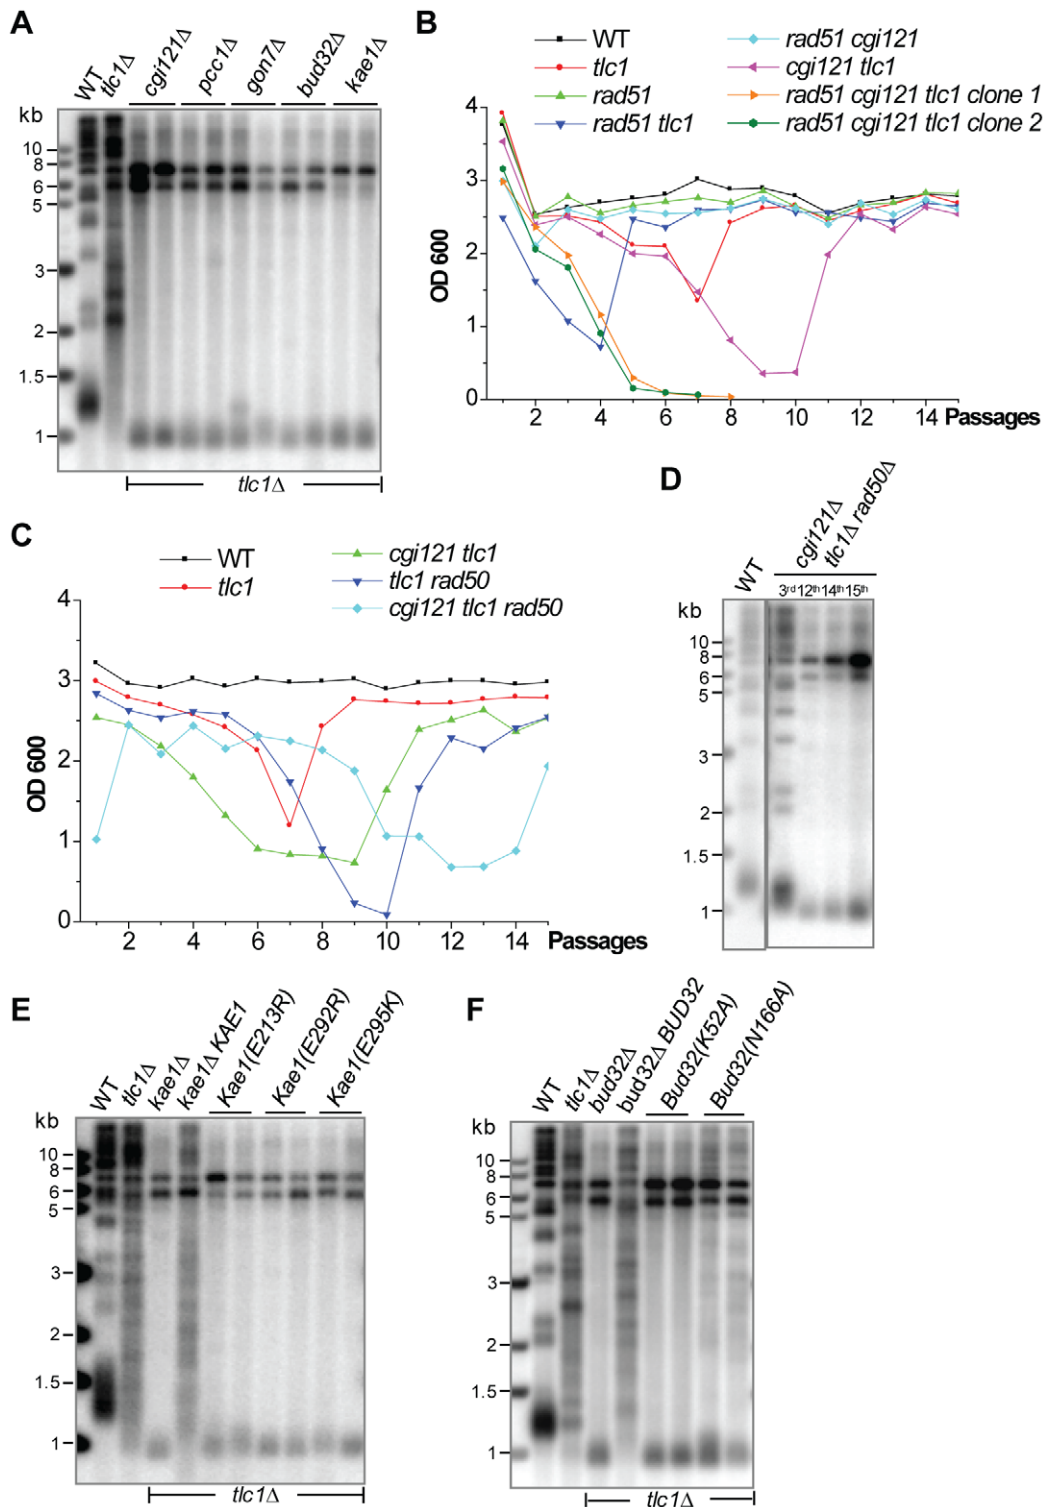 A
WT
tlc1Δ
cgi121Δ
pcc1Δ
gon7Δ
bud32Δ
kae1Δ
kb
10
8
6
5
3
2
1.5
1
tlc1Δ
B
WT
tlc1
rad51
rad51 tlc1
rad51 cgi121
cgi121 tlc1
rad51 cgi121 tlc1 clone 1
rad51 cgi121 tlc1 clone 2
4
3
2
1
0
OD 600
2 4 6 8 10 12 14 Passages
C
WT
tlc1
cgi121 tlc1
tlc1 rad50
cgi121 tlc1 rad50
4
3
2
1
0
OD 600
2 4 6 8 10 12 14 Passages
D
WT
cgi121Δ
tlc1Δ rad50Δ
3rd 12th 14th 15th
kb
10
8
6
5
3
2
1.5
1
E
WT
tlc1Δ
kae1Δ
kae1Δ KAE1
Kae1(E213R)
Kae1(E292R)
Kae1(E295K)
kb
10
8
6
5
3
2
1.5
1
tlc1Δ
F
WT
tlc1Δ
bud32Δ
bud32Δ BUD32
Bud32(K52A)
Bud32(N166A)
kb
10
8
6
5
3
2
1.5
1
tlc1Δ